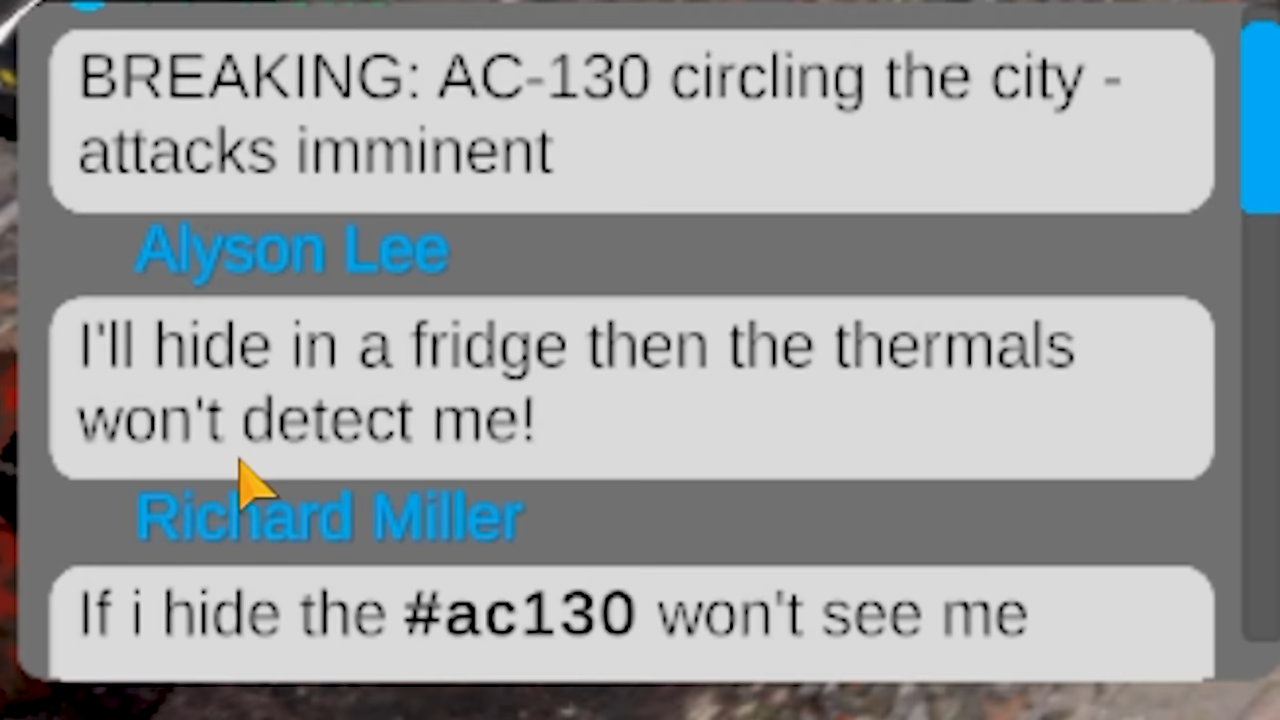 BREAKING: AC-130 circling the city -
attacks imminent
Alyson Lee
I'll hide in a fridge then the thermals
won't detect me!
Richard Miller
If i hide the #ac130 won't see me